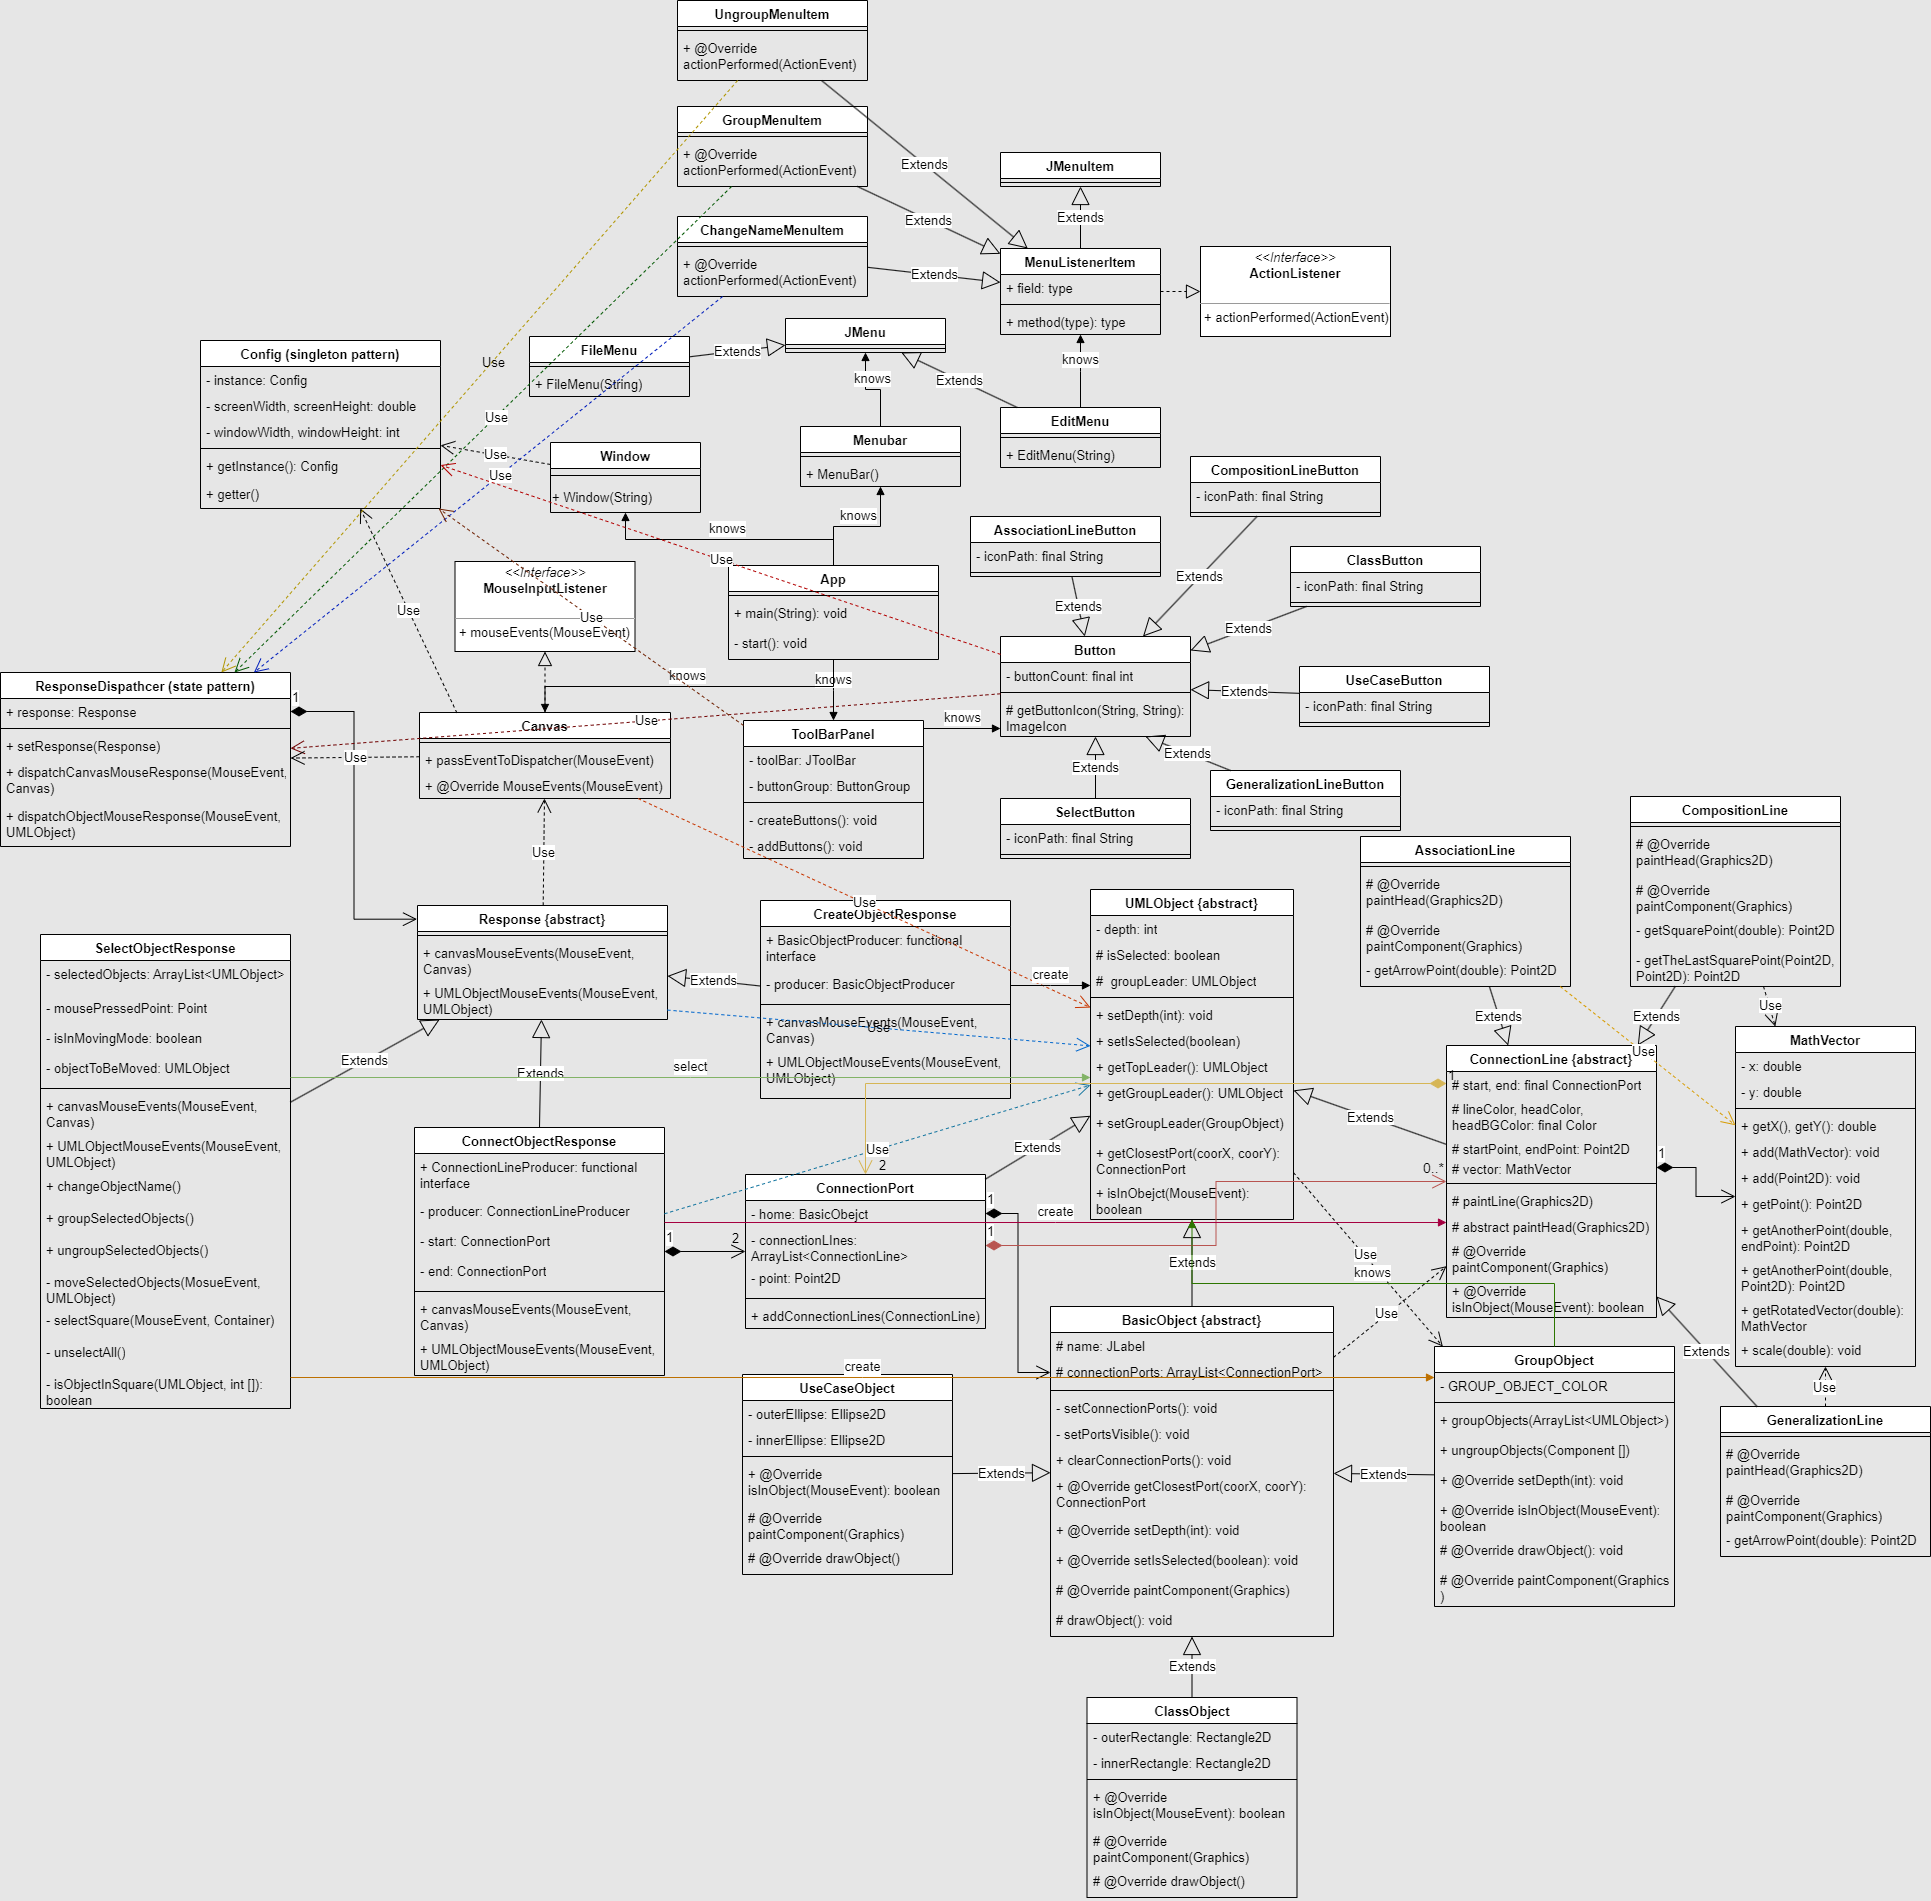 UngroupMenuItem
+ @Override
actionPerformed(ActionEvent)
GroupMenuItem
+ @Override
actionPerformed(ActionEvent)
Extends
JMenuItem
Extends
Extends
ChangeNameMenuItem
+ @Override
actionPerformed(ActionEvent)
Extends
MenuListenerItem
+ field: type
+ method(type): type
<<Interface>>
ActionListener
+ actionPerformed(ActionEvent)
Config (singleton pattern)
- instance: Config
- screenWidth, screenHeight: double
- windowWidth, windowHeight: int
+ getInstance(): Config
+ getter()
Use
FileMenu
+ FileMenu(String)
Extends
JMenu
knows
Extends
knows
Use
EditMenu
+ EditMenu(String)
Menubar
+ MenuBar()
Use
Use
Window
+ Window(String)
knows
knows
CompositionLineButton
- iconPath: final String
AssociationLineButton
- iconPath: final String
Use
Extends
ClassButton
- iconPath: final String
<<Interface>>
MouseInputListener
+ mouseEvents(MouseEvent)
Use
Use
App
+ main(String): void
- start(): void
Extends
Extends
Button
- buttonCount: final int
# getButtonIcon(String, String):
ImageIcon
UseCaseButton
- iconPath: final String
Extends
knows
knows
ResponseDispathcer (state pattern)
+ response: Response
+ setResponse(Response)
+ dispatchCanvasMouseResponse(MouseEvent,
Canvas)
+ dispatchObjectMouseResponse(MouseEvent,
UMLObject)
1
Use
Canvas
+ passEventToDispatcher(MouseEvent)
+ @Override MouseEvents(MouseEvent)
Use
ToolBarPanel
- toolBar: JToolBar
- buttonGroup: ButtonGroup
- createButtons(): void
- addButtons(): void
knows
Extends
Extends
GeneralizationLineButton
- iconPath: final String
SelectButton
- iconPath: final String
Use
CompositionLine
# @Override
paintHead(Graphics2D)
# @Override
paintComponent(Graphics)
- getSquarePoint(double): Point2D
- getTheLastSquarePoint(Point2D,
Point2D): Point2D
AssociationLine
# @Override
paintHead(Graphics2D)
# @Override
paintComponent(Graphics)
- getArrowPoint(double): Point2D
Response {abstract}
+ canvasMouseEvents(MouseEvent,
Canvas)
+ UMLObjectMouseEvents(MouseEvent,
UMLObject)
Use
CreateObjectResponse
+ BasicObjectProducer: functional
interface
- producer: BasicObjectProducer
+ canvasMouseEvents(MouseEvent,
Canvas)
+ UMLObjectMouseEvents(MouseEvent,
UMLObject)
Extends
Use
create
UMLObject {abstract}
- depth: int
# isSelected: boolean
#  groupLeader: UMLObject
+ setDepth(int): void
+ setIsSelected(boolean)
+ getTopLeader(): UMLObject
+ getGroupLeader(): UMLObject
+ setGroupLeader(GroupObject)
+ getClosestPort(coorX, coorY):
ConnectionPort
+ isInObejct(MouseEvent):
boolean
SelectObjectResponse
- selectedObjects: ArrayList<UMLObject>
- mousePressedPoint: Point
- isInMovingMode: boolean
- objectToBeMoved: UMLObject
+ canvasMouseEvents(MouseEvent,
Canvas)
+ UMLObjectMouseEvents(MouseEvent,
UMLObject)
+ changeObjectName()
+ groupSelectedObjects()
+ ungroupSelectedObjects()
- moveSelectedObjects(MosueEvent,
UMLObject)
- selectSquare(MouseEvent, Container)
- unselectAll()
- isObjectInSquare(UMLObject, int []):
boolean
Extends
Extends
select
Extends
Extends
Use
Use
ConnectionLine {abstract}
# start, end: final ConnectionPort
# lineColor, headColor,
headBGColor: final Color
# startPoint, endPoint: Point2D
# vector: MathVector
# paintLine(Graphics2D)
# abstract paintHead(Graphics2D)
# @Override
paintComponent(Graphics)
+ @Override
isInObject(MouseEvent): boolean
1
1
0..*
MathVector
- x: double
- y: double
+ getX(), getY(): double
+ add(MathVector): void
+ add(Point2D): void
+ getPoint(): Point2D
+ getAnotherPoint(double,
endPoint): Point2D
+ getAnotherPoint(double,
Point2D): Point2D
+ getRotatedVector(double):
MathVector
+ scale(double): void
ConnectObjectResponse
+ ConnectionLineProducer: functional
interface
- producer: ConnectionLineProducer
- start: ConnectionPort
- end: ConnectionPort
+ canvasMouseEvents(MouseEvent,
Canvas)
+ UMLObjectMouseEvents(MouseEvent,
UMLObject)
1
2
Use
2
Extends
Extends
ConnectionPort
- home: BasicObejct
- connectionLInes:
ArrayList<ConnectionLine>
- point: Point2D
+ addConnectionLines(ConnectionLine)
1
1
create
Extends
Use
knows
Use
BasicObject {abstract}
# name: JLabel
# connectionPorts: ArrayList<ConnectionPort>
- setConnectionPorts(): void
- setPortsVisible(): void
+ clearConnectionPorts(): void
+ @Override getClosestPort(coorX, coorY):
ConnectionPort
+ @Override setDepth(int): void
+ @Override setIsSelected(boolean): void
# @Override paintComponent(Graphics)
# drawObject(): void
create
UseCaseObject
- outerEllipse: Ellipse2D
- innerEllipse: Ellipse2D
+ @Override
isInObject(MouseEvent): boolean
# @Override
paintComponent(Graphics)
# @Override drawObject()
Extends
Extends
GroupObject
- GROUP_OBJECT_COLOR
+ groupObjects(ArrayList<UMLObject>)
+ ungroupObjects(Component [])
+ @Override setDepth(int): void
+ @Override isInObject(MouseEvent):
boolean
# @Override drawObject(): void
# @Override paintComponent(Graphics
)
Extends
Use
GeneralizationLine
# @Override
paintHead(Graphics2D)
# @Override
paintComponent(Graphics)
- getArrowPoint(double): Point2D
Extends
ClassObject
- outerRectangle: Rectangle2D
- innerRectangle: Rectangle2D
+ @Override
isInObject(MouseEvent): boolean
# @Override
paintComponent(Graphics)
# @Override drawObject()